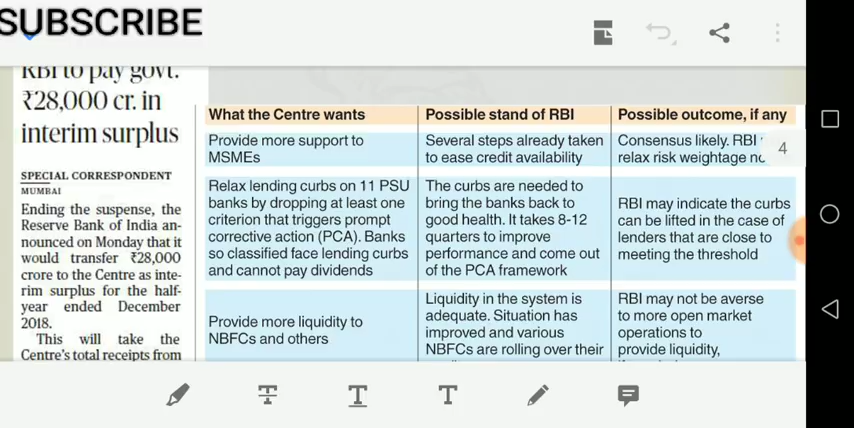 SUBSCRIBE
RBI to pay govt.
₹28,000 cr. in
interim surplus
SPECIAL CORRESPONDENT
MUMBAI
Ending the suspense, the
Reserve Bank of India an-
nounced on Monday that it
would transfer ₹28,000
crore to the Centre as inte-
rim surplus for the half-
year ended December
2018.
This will take the
Centre's total receipts from
What the Centre wants
Possible stand of RBI
Possible outcome, if any
Provide more support to
MSMEs
Several steps already taken
to ease credit availability
Consensus likely. RBI
relax risk weightage
4
Relax lending curbs on 11 PSU
banks by dropping at least one
criterion that triggers prompt
corrective action (PCA). Banks
so classified face lending curbs
and cannot pay dividends
The curbs are needed to
bring the banks back to
good health. It takes 8-12
quarters to improve
performance and come out
of the PCA framework
RBI may indicate the curbs
can be lifted in the case of
lenders that are close to
meeting the threshold
Provide more liquidity to
NBFCs and others
Liquidity in the system is
adequate. Situation has
improved and various
NBFCs are rolling over their
RBI may not be averse
to more open market
operations to
provide liquidity,
T
T
T